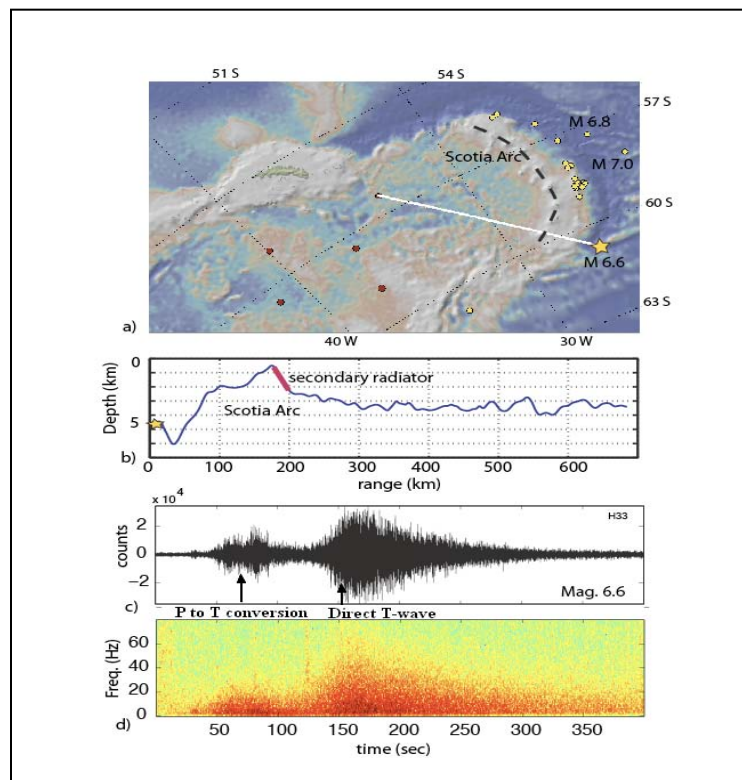 51 S
54 S
57 S
M 6.8
Scotia Arc
M 7.0
60 S
M 6.6
63 S
a)
40 W
30 W
0
secondary radiator
Depth (km)
Scotia Arc
5
b)
0 100 200 300 400 500 600
range (km)
x 10⁴
2
H33
counts
0
-2
Mag. 6.6
c)
P to T conversion Direct T-wave
80
60
Freq. (Hz)
40
20
0
d)
50 100 150 200 250 300 350
time (sec)